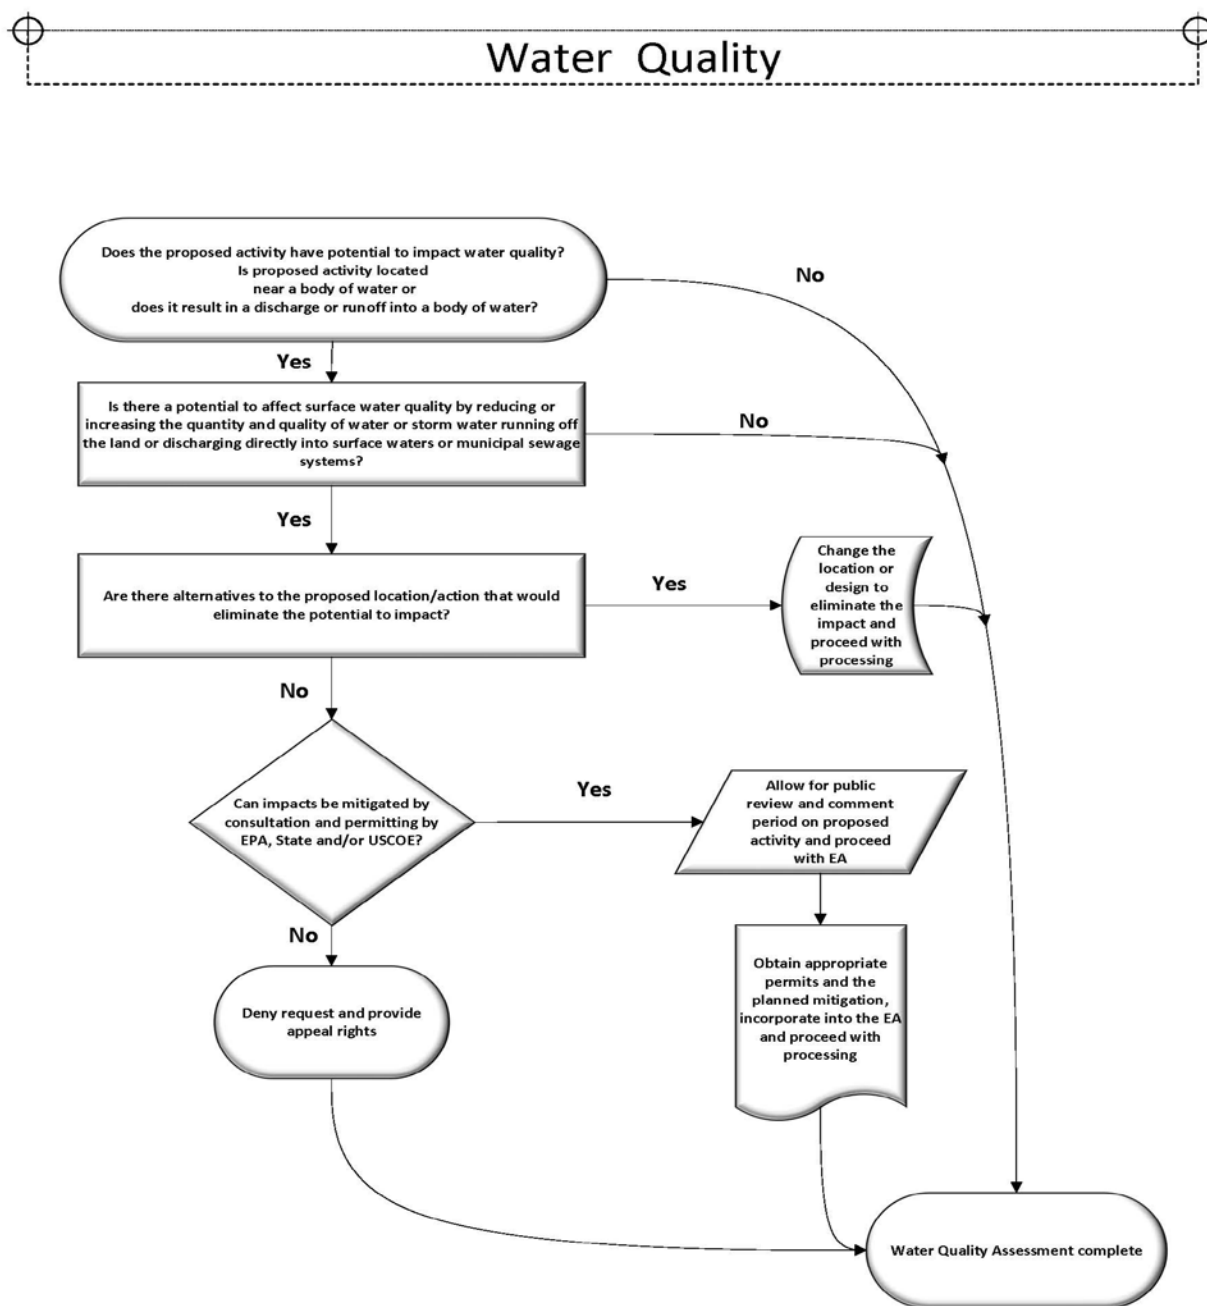 Water Quality
Does the proposed activity have potential to impact water quality?
Is proposed activity located
near a body of water or
does it result in a discharge or runoff into a body of water?
No
Yes
Is there a potential to affect surface water quality by reducing or
increasing the quantity and quality of water or storm water running off
the land or discharging directly into surface waters or municipal sewage
systems?
No
Yes
Are there alternatives to the proposed location/action that would
eliminate the potential to impact?
Yes
Change the
location or
design to
eliminate the
impact and
proceed with
processing
No
Can impacts be mitigated by
consultation and permitting by
EPA, State and/or USCOE?
Yes
Allow for public
review and comment
period on proposed
activity and proceed
with EA
No
Deny request and provide
appeal rights
Obtain appropriate
permits and the
planned mitigation,
incorporate into the EA
and proceed with
processing
Water Quality Assessment complete